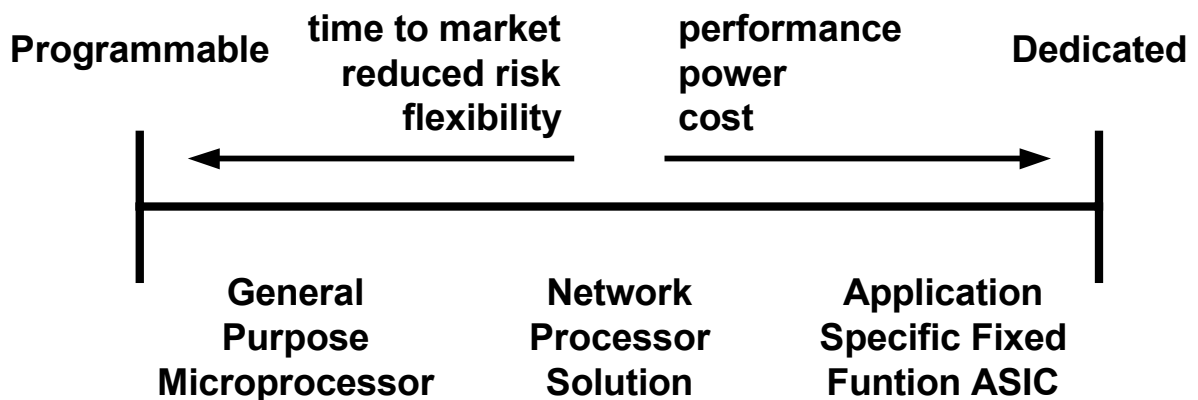 Programmable
time to market
reduced risk
flexibility
performance
power
cost
Dedicated
General
Purpose
Microprocessor
Network
Processor
Solution
Application
Specific Fixed
Funtion ASIC